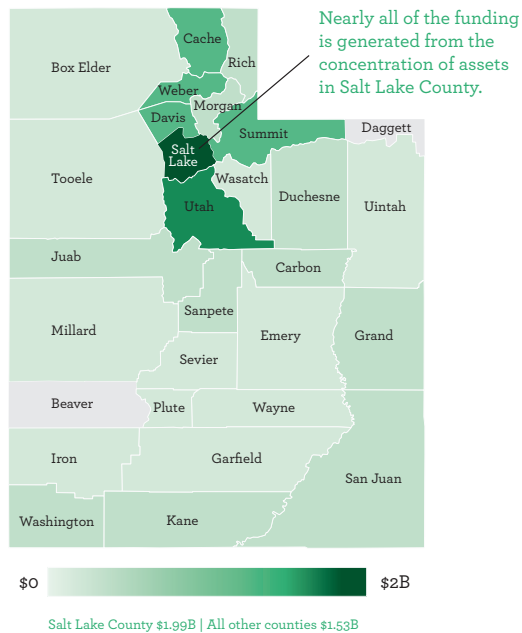 Nearly all of the funding
is generated from the
concentration of assets
in Salt Lake County.
Cache
Rich
Box Elder
Weber
Morgan
Davis
Summit
Daggett
Salt
Lake
Tooele
Wasatch
Duchesne
Uintah
Utah
Juab
Carbon
Sanpete
Millard
Emery
Grand
Sevier
Beaver
Plute
Wayne
Iron
Garfield
San Juan
Washington
Kane
$0
$2B
Salt Lake County $1.99B | All other counties $1.53B